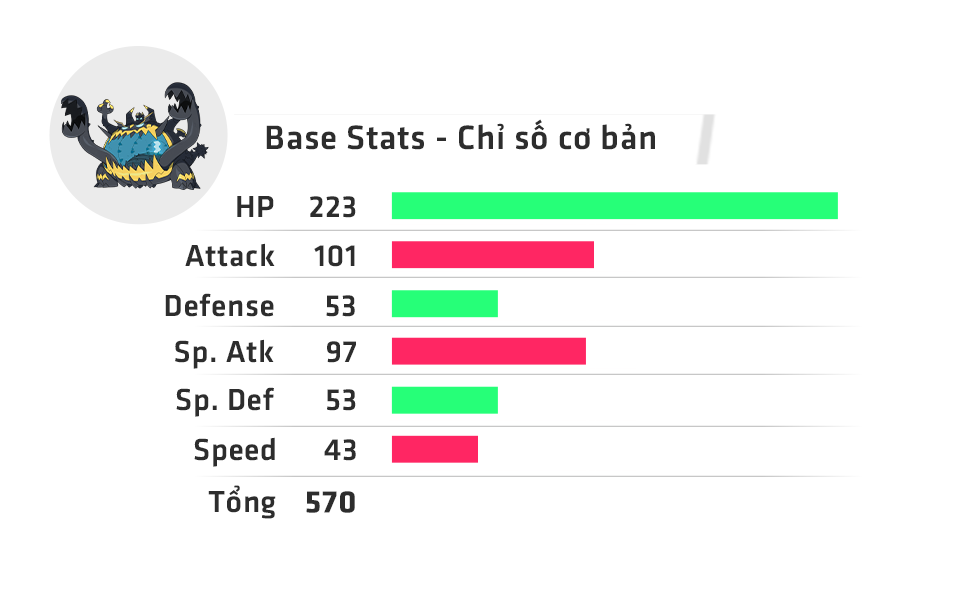 Base Stats - Chỉ số cơ bản
HP 223
Attack 101
Defense 53
Sp. Atk 97
Sp. Def 53
Speed 43
Tổng 570